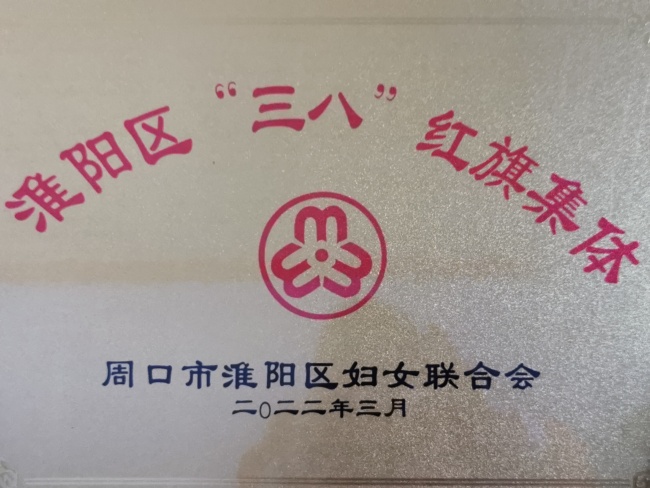 淮阳区“三八”红旗集体
周口市淮阳区妇女联合会
二〇二二年三月